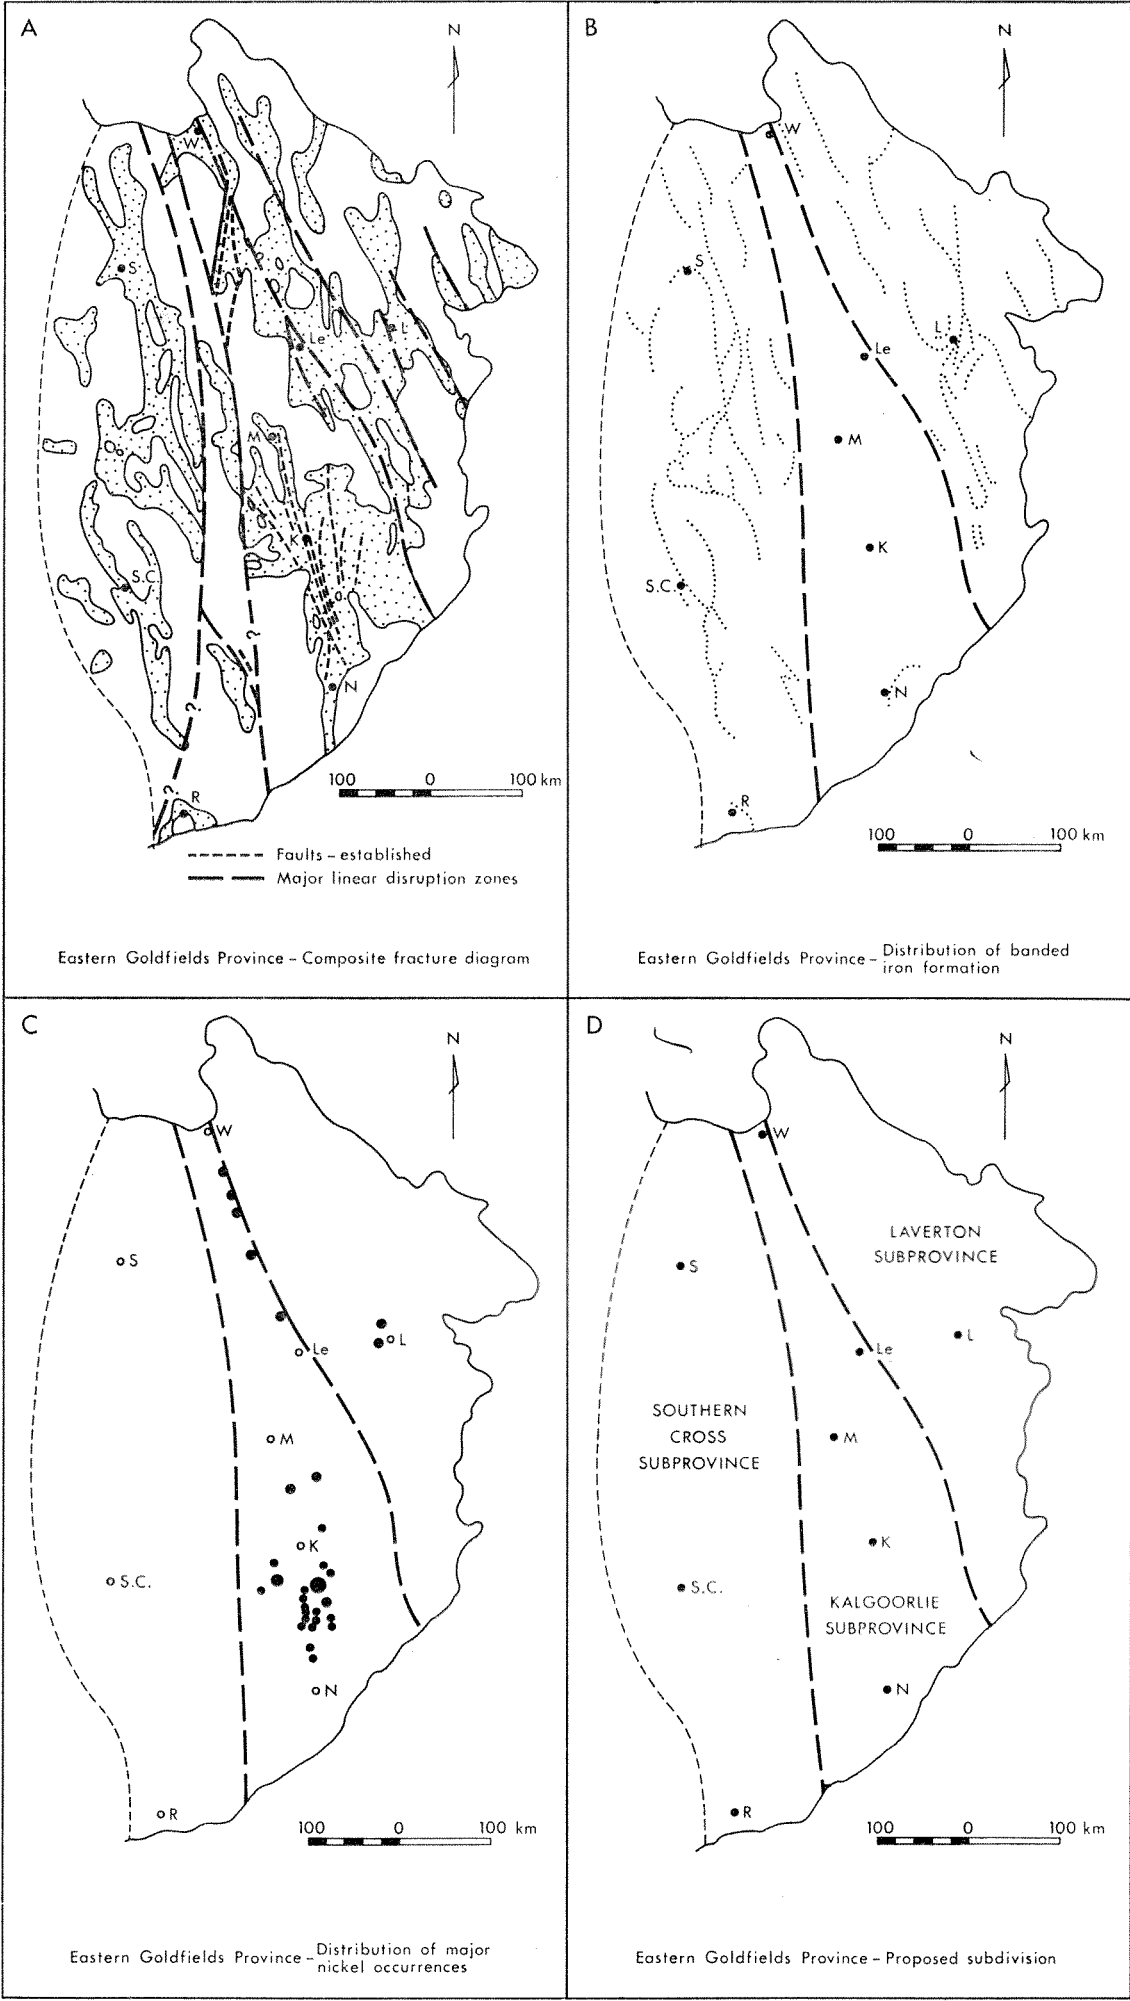 A
N
W
S
Le
L
M
K
S.C.
?
N
?
?
R
100 0 100 km
Faults – established
Major linear disruption zones
Eastern Goldfields Province – Composite fracture diagram
B
N
W
S
L
Le
M
K
S.C.
N
R
100 0 100 km
Eastern Goldfields Province – Distribution of banded
iron formation
C
N
W
S
L
Le
M
K
S.C.
N
R
100 0 100 km
Eastern Goldfields Province – Distribution of major
nickel occurrences
D
N
W
LAVERTON
SUBPROVINCE
S
L
Le
SOUTHERN
CROSS
SUBPROVINCE
M
K
S.C.
KALGOORLIE
SUBPROVINCE
N
R
100 0 100 km
Eastern Goldfields Province – Proposed subdivision